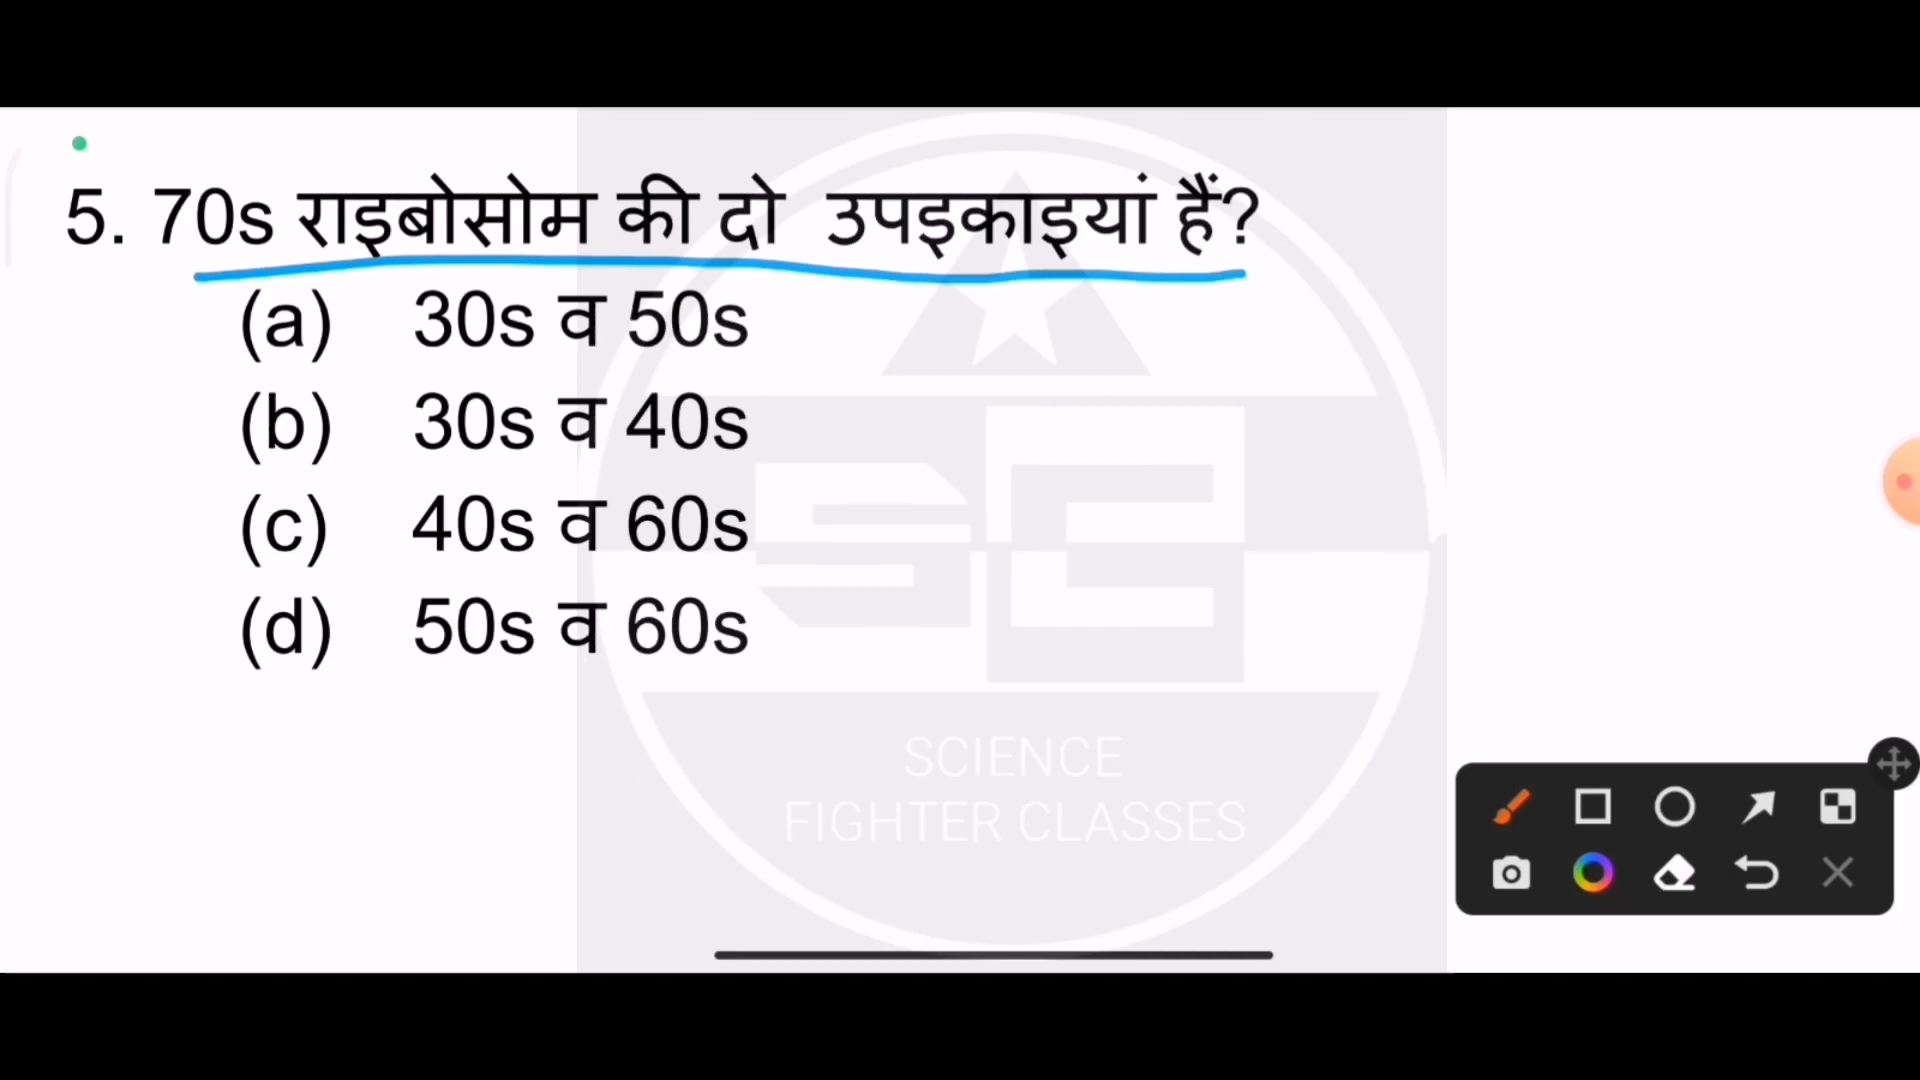 5. 70s राइबोसोम की दो उपइकाइयां हैं?
(a) 30s व 50s
(b) 30s व 40s
(c) 40s व 60s
(d) 50s व 60s
SCIENCE
FIGHTER CLASSES